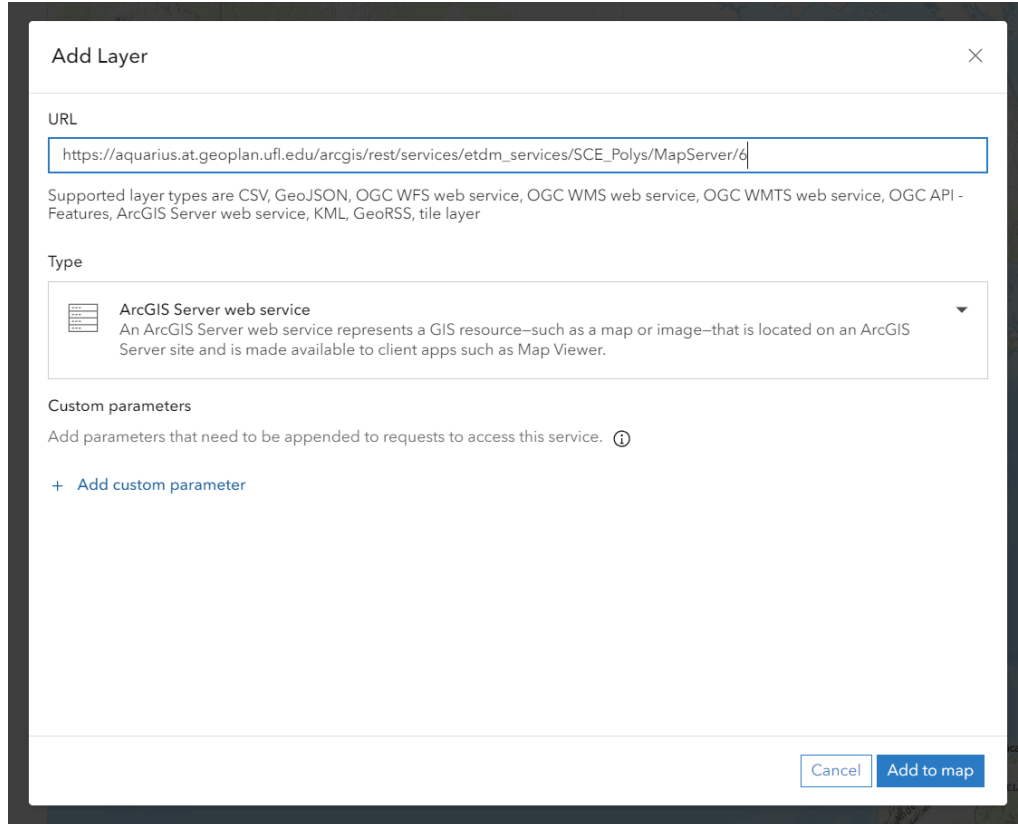 Add Layer
URL
https://aquarius.at.geoplan.ufl.edu/arcgis/rest/services/etdm_services/SCE_Polys/MapServer/6
Supported layer types are CSV, GeoJSON, OGC WFS web service, OGC WMS web service, OGC WMTS web service, OGC API -
Features, ArcGIS Server web service, KML, GeoRSS, tile layer
Type
ArcGIS Server web service
An ArcGIS Server web service represents a GIS resource—such as a map or image—that is located on an ArcGIS
Server site and is made available to client apps such as Map Viewer.
Custom parameters
Add parameters that need to be appended to requests to access this service.
+ Add custom parameter
Cancel
Add to map